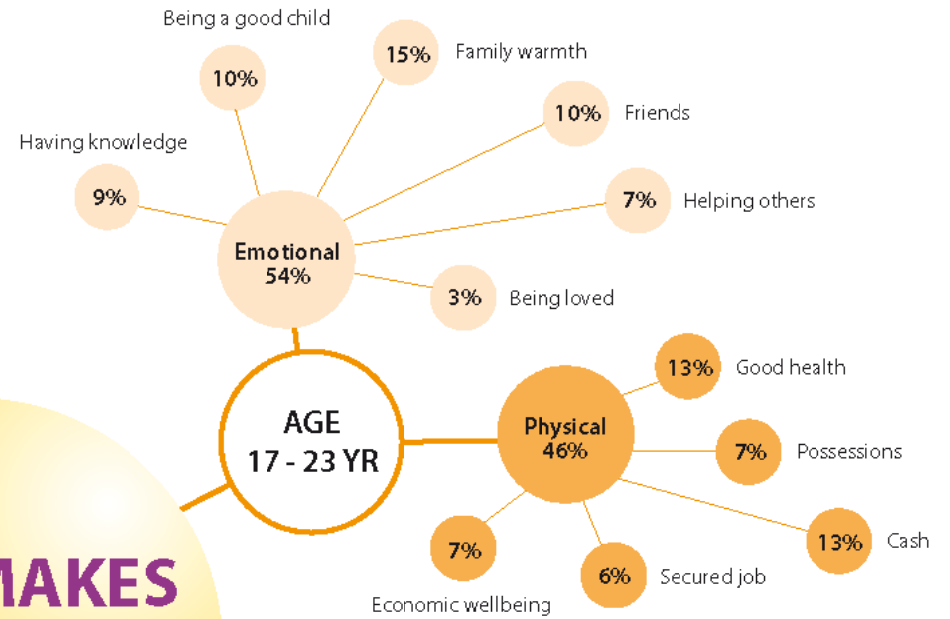 Being a good child
10%
15%
Family warmth
10%
Friends
Having knowledge
9%
7%
Helping others
Emotional
54%
3%
Being loved
13%
Good health
AGE
17 - 23 YR
Physical
46%
7%
Possessions
13%
Cash
7%
Economic wellbeing
6%
Secured job
MAKES